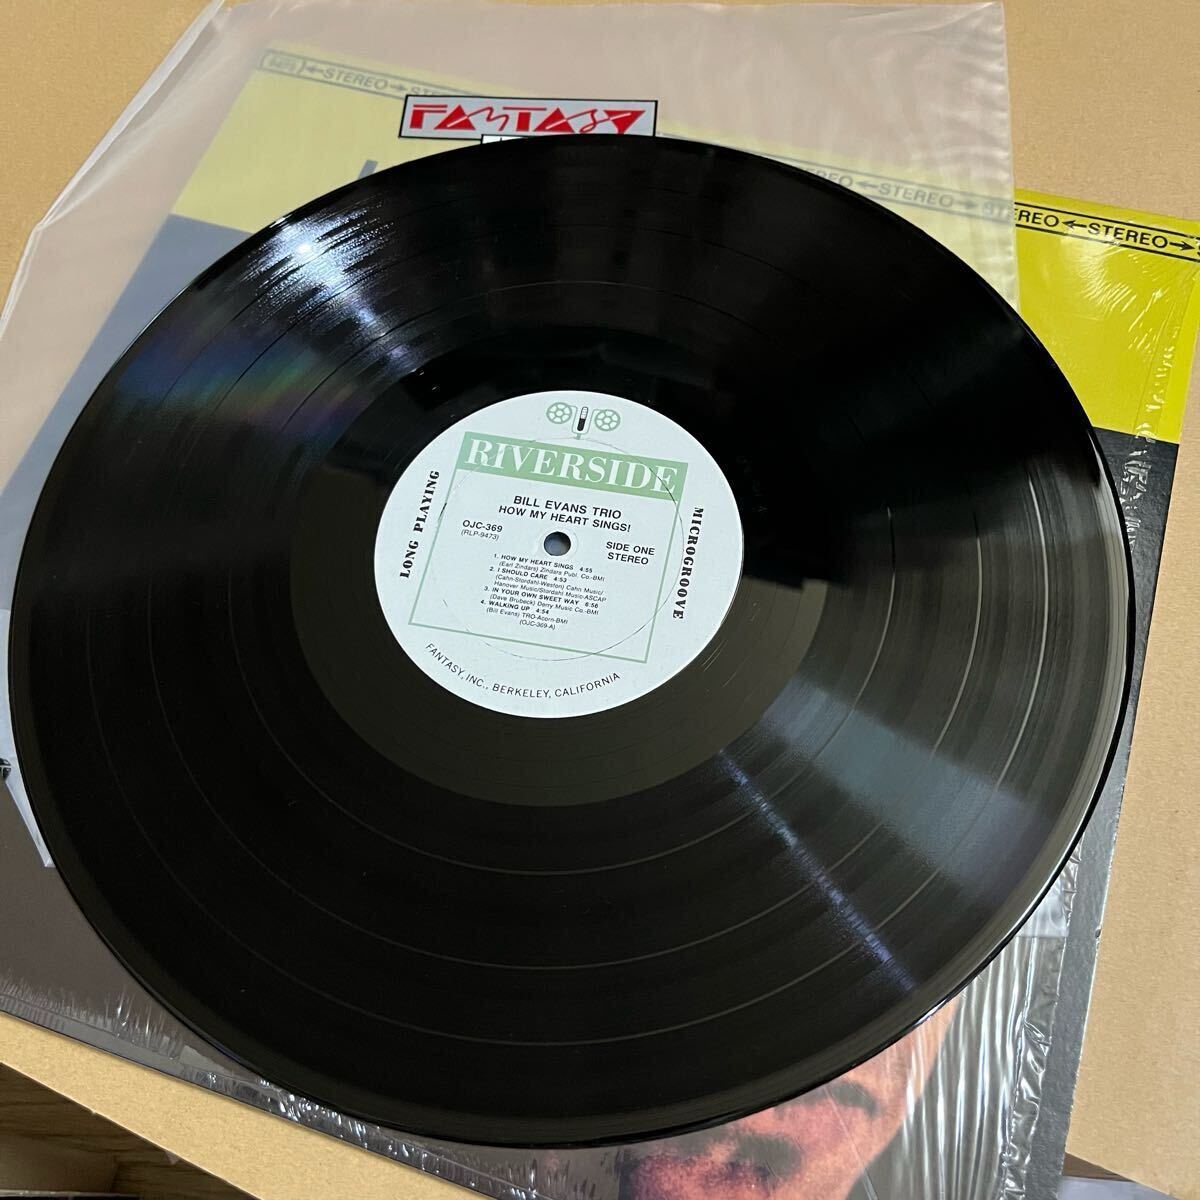 9473 ←STEREO→ STEREO
FANTASY
EREO ←STEREO→
EREO ←STEREO→
RIVERSIDE
LONG PLAYING
MICROGROOVE
BILL EVANS TRIO
HOW MY HEART SINGS!
OJC-369
(RLP-9473)
SIDE ONE
STEREO
1. HOW MY HEART SINGS 4:55
(Earl Zindars) Zindars Publ. Co.-BMI
2. I SHOULD CARE 4:53
(Cahn-Stordahl-Weston) Cahn Music/
Hanover Music/Stordahl Music-ASCAP
3. IN YOUR OWN SWEET WAY 6:56
(Dave Brubeck) Derry Music Co.-BMI
4. WALKING UP 4:54
(Bill Evans) TRO-Acorn-BMI
(OJC-369-A)
FANTASY, INC., BERKELEY, CALIFORNIA